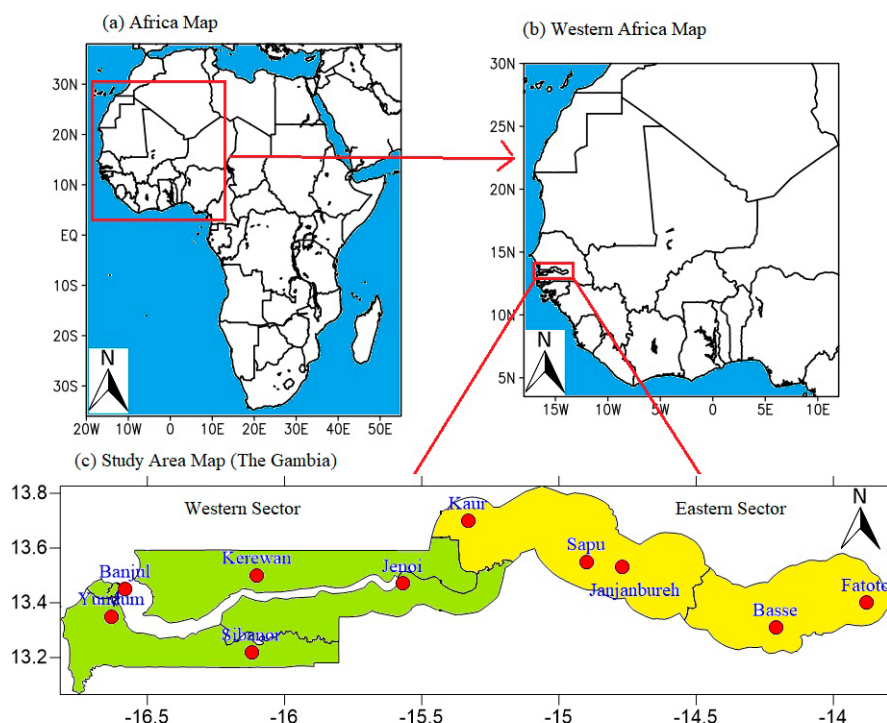 (a) Africa Map
(b) Western Africa Map
30N
20N
10N
EQ
10S
20S
30S
N
20W 10W 0 10E 20E 30E 40E 50E
30N
25N
20N
15N
10N
5N
N
15W 10W 5W 0 5E 10E
(c) Study Area Map (The Gambia)
13.8
13.6
13.4
13.2
Western Sector
Eastern Sector
N
Kaur
Banjul
Kerewan
Jenoi
Sapu
Janjanbureh
Fatoto
Yundum
Basse
Sibanor
-16.5 -16 -15.5 -15 -14.5 -14